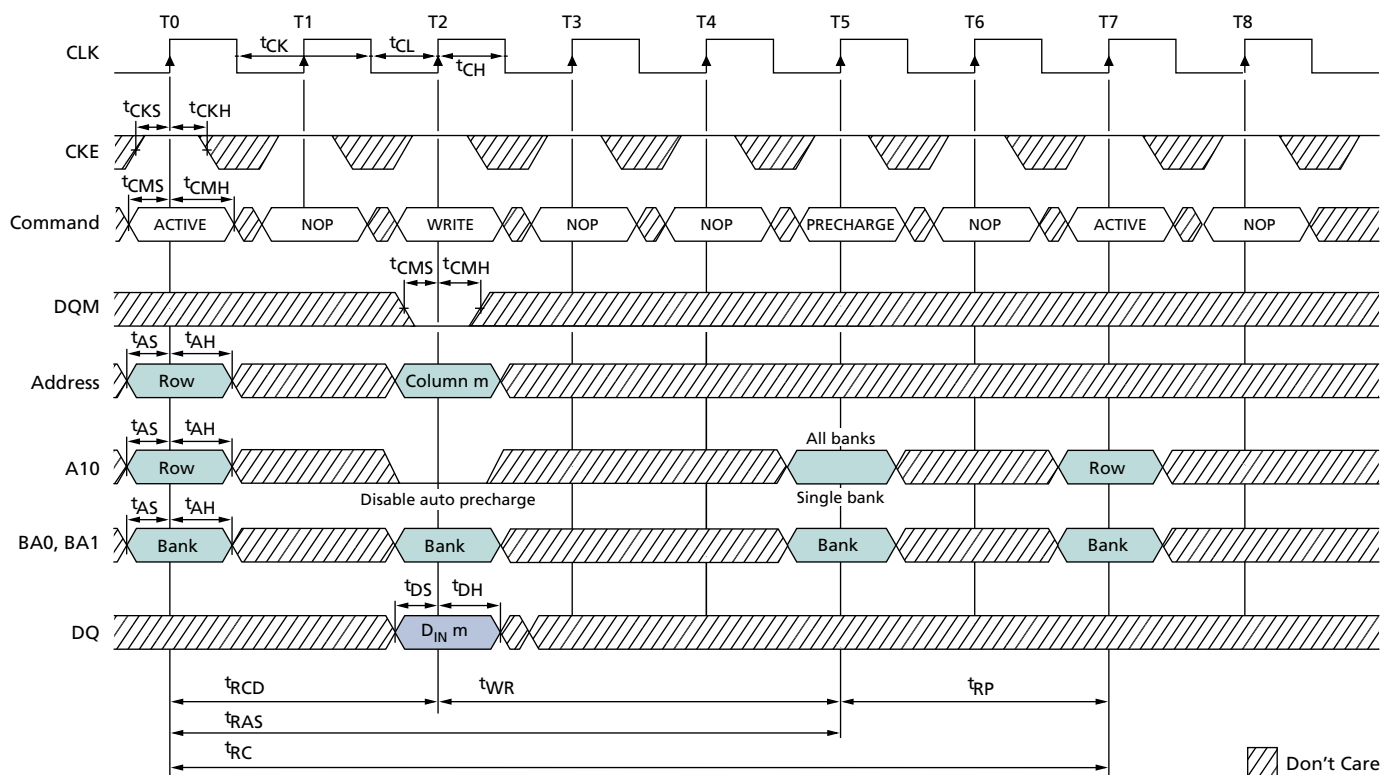 T0 T1 T2 T3 T4 T5 T6 T7 T8
CLK
tCK tCL tCH
tCKS tCKH
CKE
tCMS tCMH
Command ACTIVE NOP WRITE NOP NOP PRECHARGE NOP ACTIVE NOP
tCMS tCMH
DQM
tAS tAH
Address Row Column m
tAS tAH
All banks
A10 Row Row
Disable auto precharge Single bank
tAS tAH
BA0, BA1 Bank Bank Bank Bank
tDS tDH
DQ DIN m
tRCD tWR tRP
tRAS
tRC
Don't Care